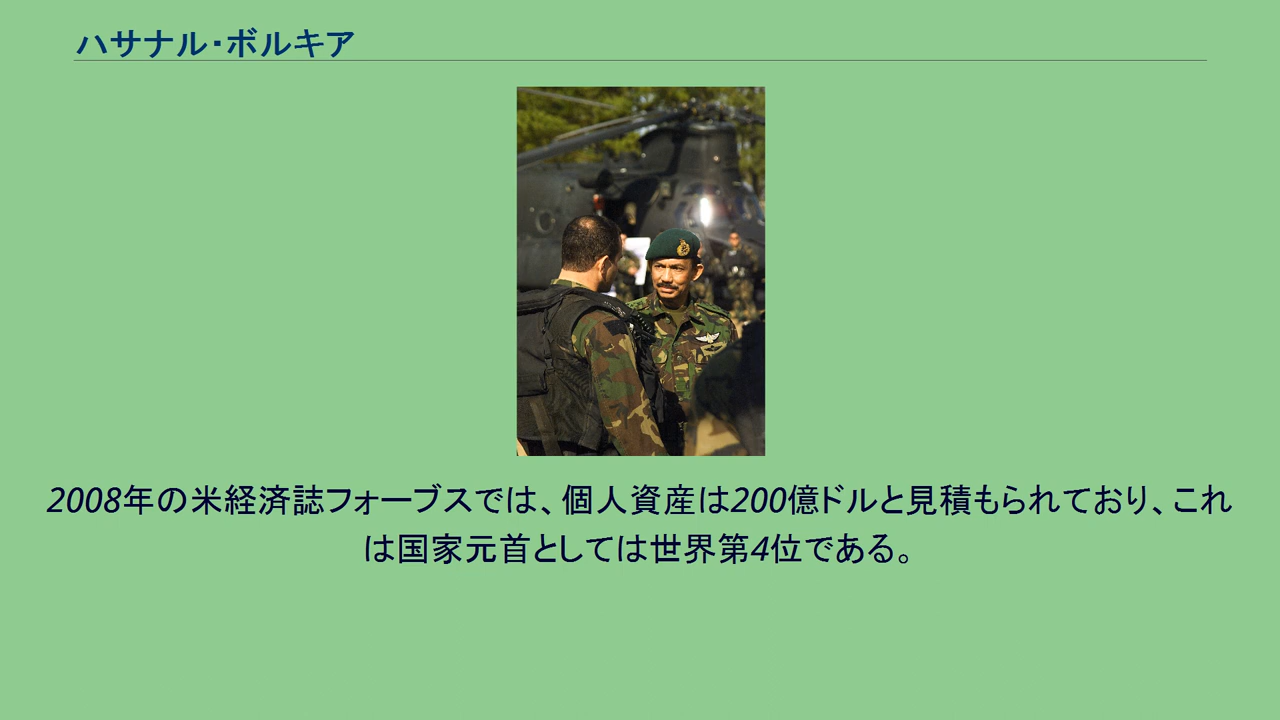 ハサナル・ボルキア
2008年の米経済誌フォーブスでは、個人資産は200億ドルと見積もられており、これ
は国家元首としては世界第4位である。